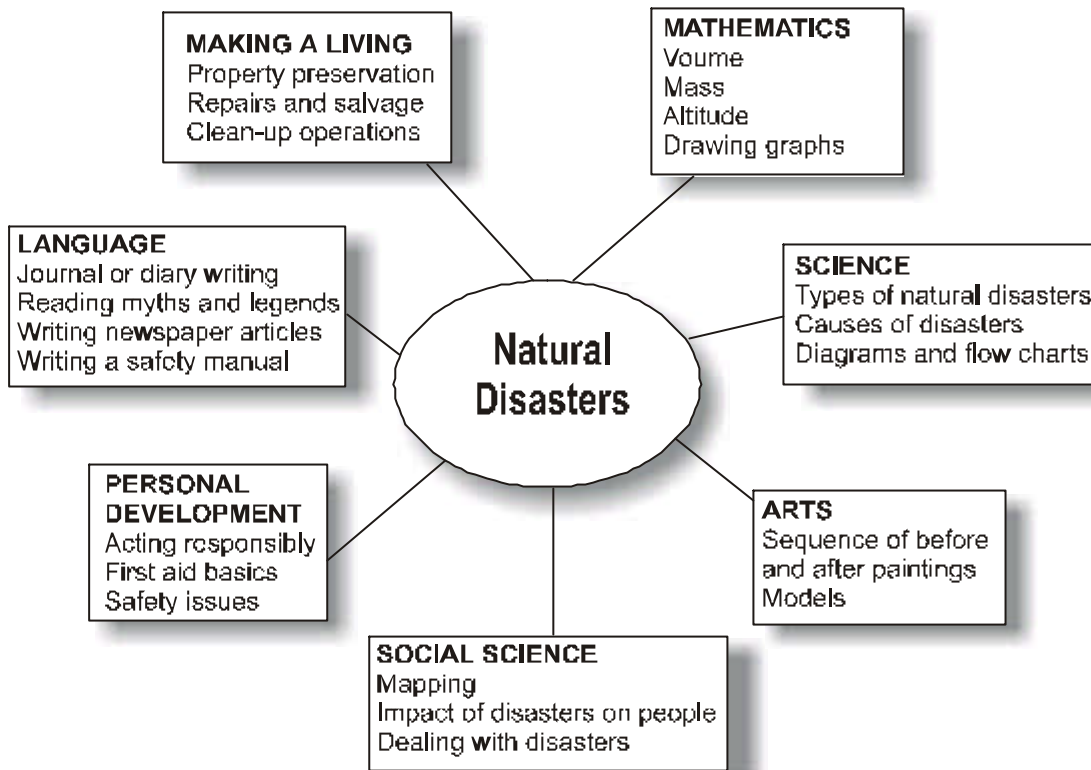 MAKING A LIVING
Property preservation
Repairs and salvage
Clean-up operations
MATHEMATICS
Voume
Mass
Altitude
Drawing graphs
LANGUAGE
Journal or diary writing
Reading myths and legends
Writing newspaper articles
Writing a safety manual
SCIENCE
Types of natural disasters
Causes of disasters
Diagrams and flow charts
Natural
Disasters
PERSONAL
DEVELOPMENT
Acting responsibly
First aid basics
Safety issues
ARTS
Sequence of before
and after paintings
Models
SOCIAL SCIENCE
Mapping
Impact of disasters on people
Dealing with disasters